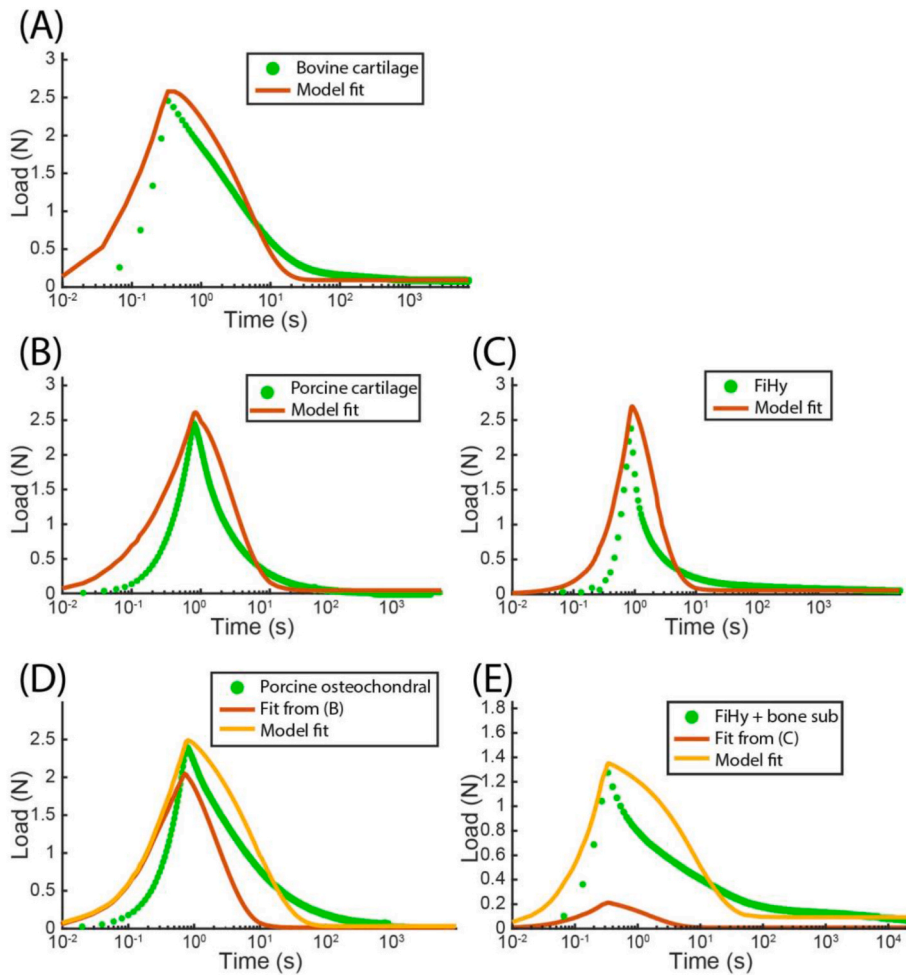 (A)
3
2.5
2
1.5
1
0.5
0
Load (N)
Bovine cartilage
Model fit
10-2 10-1 100 101 102 103
Time (s)
(B)
3
2.5
2
1.5
1
0.5
0
Load (N)
Porcine cartilage
Model fit
10-2 10-1 100 101 102 103
Time (s)
(C)
3
2.5
2
1.5
1
0.5
0
Load (N)
FiHy
Model fit
10-2 10-1 100 101 102 103
Time (s)
(D)
2.5
2
1.5
1
0.5
0
Load (N)
Porcine osteochondral
Fit from (B)
Model fit
10-2 10-1 100 101 102 103
Time (s)
(E)
1.8
1.6
1.4
1.2
1
0.8
0.6
0.4
0.2
0
Load (N)
FiHy + bone sub
Fit from (C)
Model fit
10-2 10-1 100 101 102 103 104
Time (s)